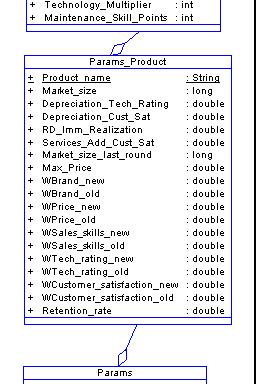 + Technology_Multiplier : int
+ Maintenance_Skill_Points : int
Params_Product
+ Product_name : String
+ Market_size : long
+ Depreciation_Tech_Rating : double
+ Depreciation_Cust_Sat : double
+ RD_Imm_Realization : double
+ Services_Add_Cust_Sat : double
+ Market_size_last_round : long
+ Max_Price : double
+ WBrand_new : double
+ WBrand_old : double
+ WPrice_new : double
+ WPrice_old : double
+ WSales_skills_new : double
+ WSales_skills_old : double
+ WTech_rating_new : double
+ WTech_rating_old : double
+ WCustomer_satisfaction_new : double
+ WCustomer_satisfaction_old : double
+ Retention_rate : double
Params